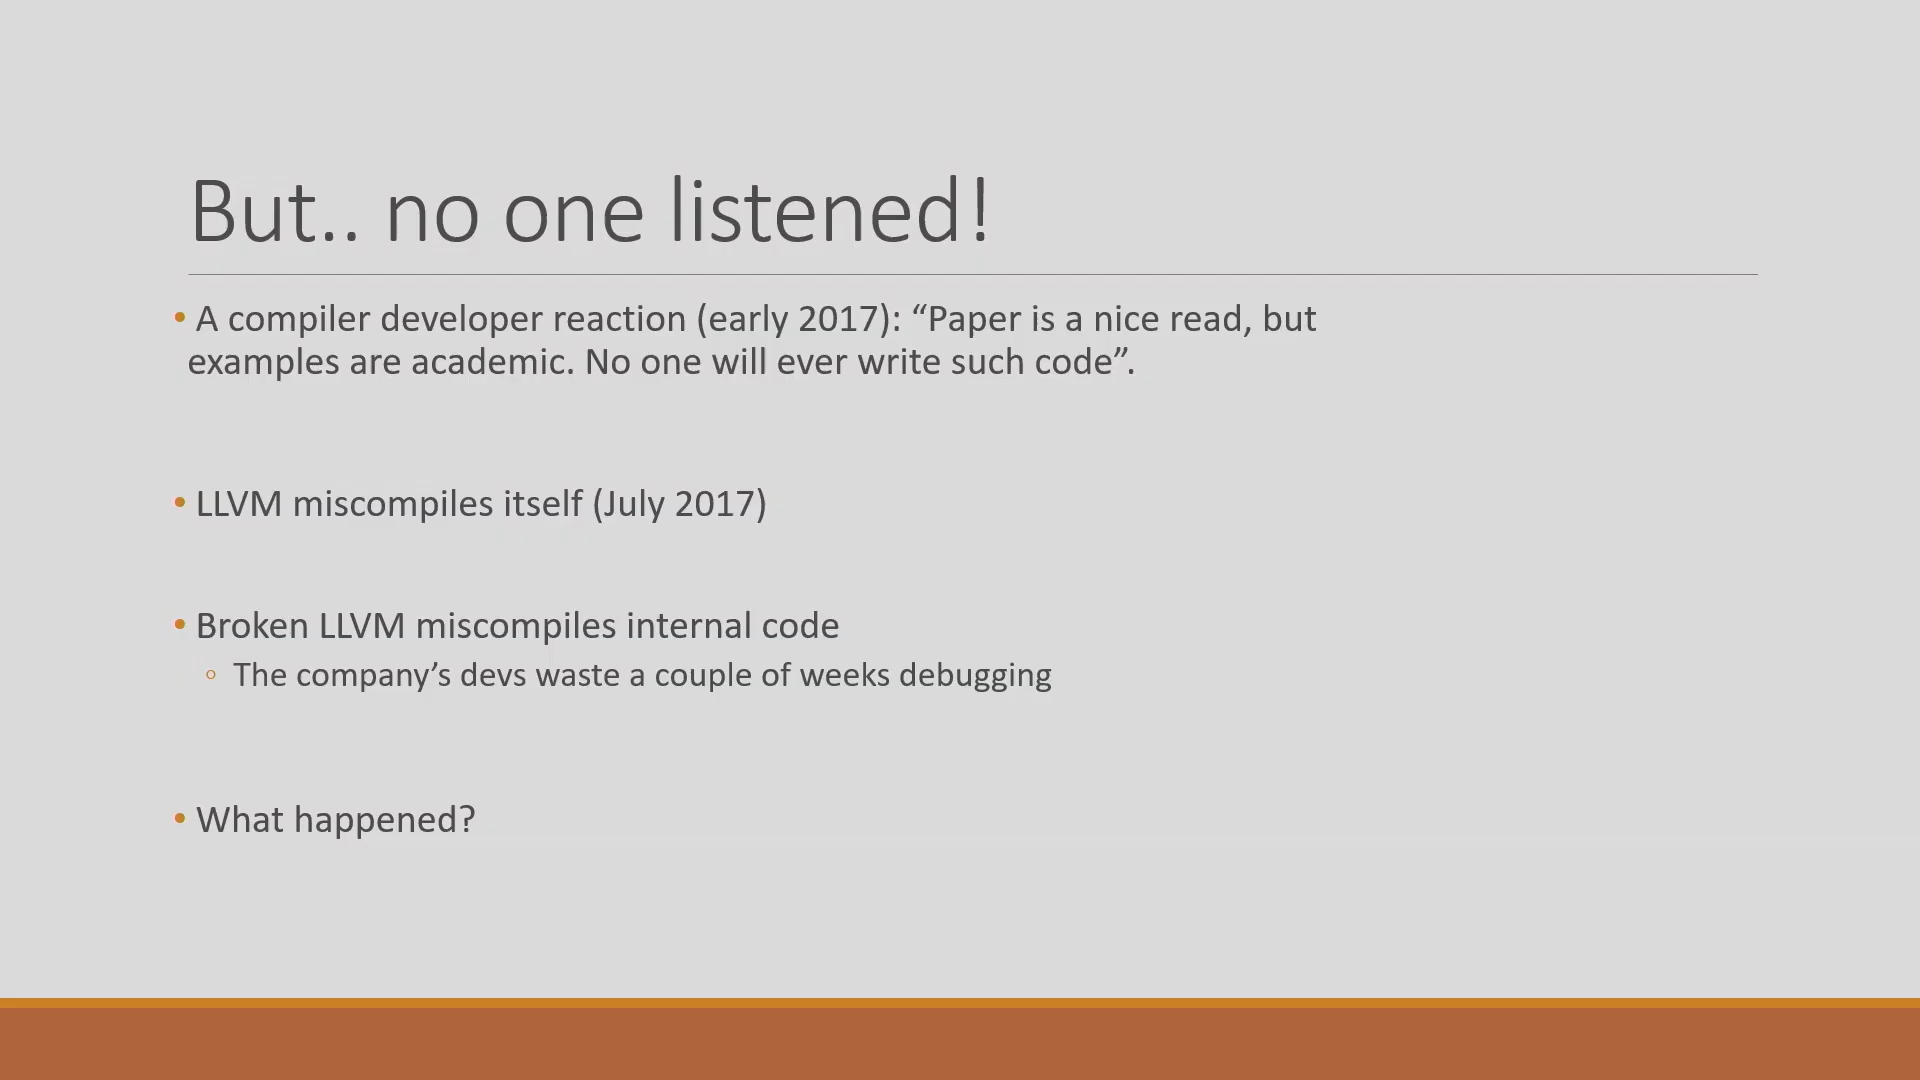 But.. no one listened!
• A compiler developer reaction (early 2017): “Paper is a nice read, but
examples are academic. No one will ever write such code”.
• LLVM miscompiles itself (July 2017)
• Broken LLVM miscompiles internal code
◦ The company’s devs waste a couple of weeks debugging
• What happened?